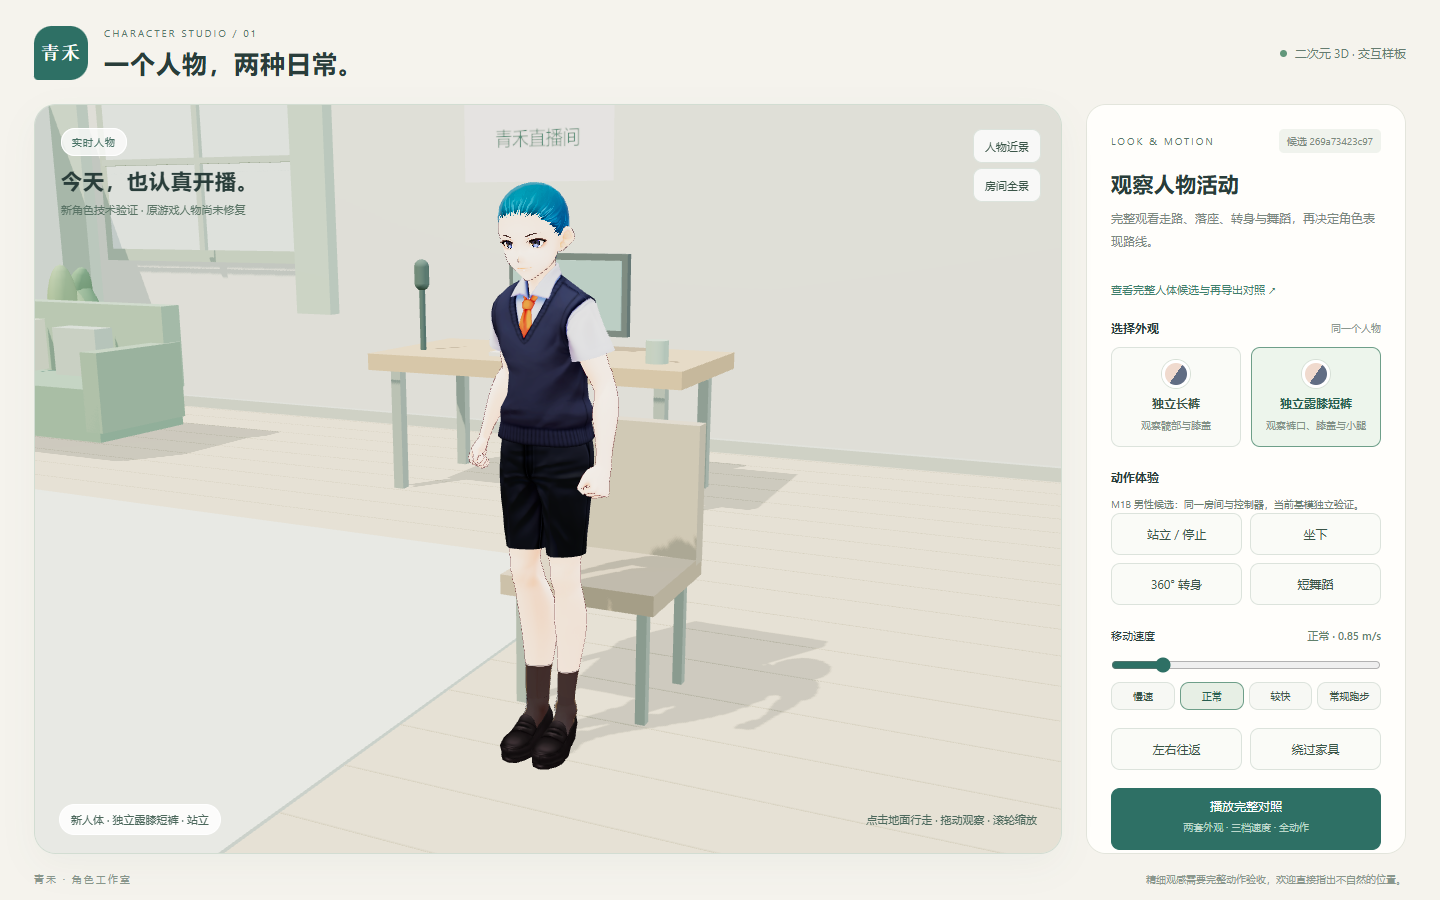 青禾
CHARACTER STUDIO / 01
一个人物，两种日常。
二次元 3D · 交互样板
实时人物
今天，也认真开播。
新角色技术验证 · 原游戏人物尚未修复
青禾直播间
人物近景
房间全景
新人体 · 独立露膝短裤 · 站立
点击地面行走 · 拖动观察 · 滚轮缩放
LOOK & MOTION
候选 269a73423c97
观察人物活动
完整观看走路、落座、转身与舞蹈，再决定角色表
现路线。
查看完整人体候选与再导出对照 ↗
选择外观
同一个人物
独立长裤
观察髋部与膝盖
独立露膝短裤
观察裤口、膝盖与小腿
动作体验
M1B 男性候选：同一房间与控制器，当前基模独立验证。
站立 / 停止
坐下
360° 转身
短舞蹈
移动速度
正常 · 0.85 m/s
慢速
正常
较快
常规跑步
左右往返
绕过家具
播放完整对照
两套外观 · 三档速度 · 全动作
青禾 · 角色工作室
精细观感需要完整动作验收，欢迎直接指出不自然的位置。